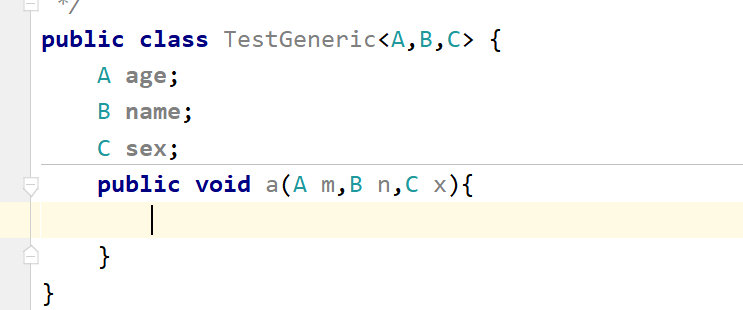 */
public class TestGeneric<A,B,C> {
    A age;
    B name;
    C sex;
    public void a(A m,B n,C x){

    }
}